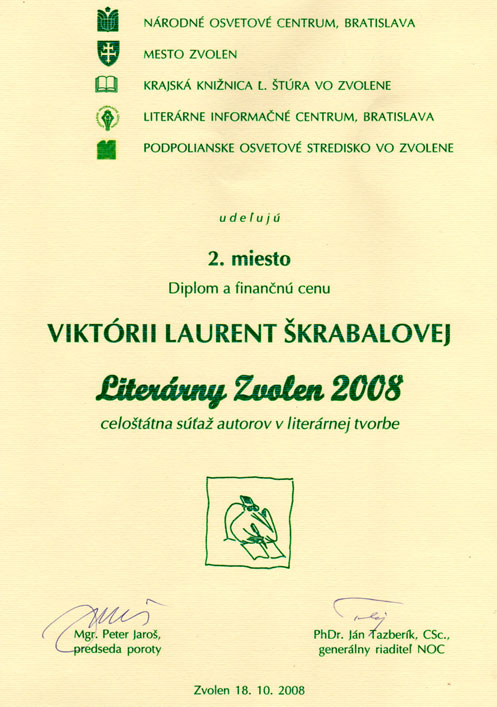 NÁRODNÉ OSVETOVÉ CENTRUM, BRATISLAVA
MESTO ZVOLEN
KRAJSKÁ KNIŽNICA Ľ. ŠTÚRA VO ZVOLENE
LITERÁRNE INFORMAČNÉ CENTRUM, BRATISLAVA
PODPOLIANSKE OSVETOVÉ STREDISKO VO ZVOLENE
udeľujú
2. miesto
Diplom a finančnú cenu
VIKTÓRII LAURENT ŠKRABALOVEJ
Literárny Zvolen 2008
celoštátna súťaž autorov v literárnej tvorbe
Mgr. Peter Jaroš,
predseda poroty
PhDr. Ján Tazberík, CSc.,
generálny riaditeľ NOC
Zvolen 18. 10. 2008